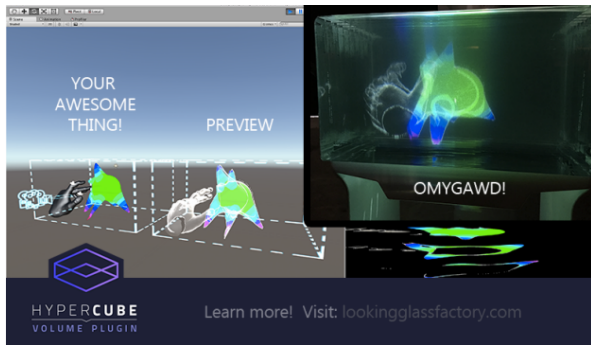 YOUR
AWESOME
THING!
PREVIEW
OMYGAWD!
HYPERCUBE
VOLUME PLUGIN
Learn more! Visit: lookingglassfactory.com